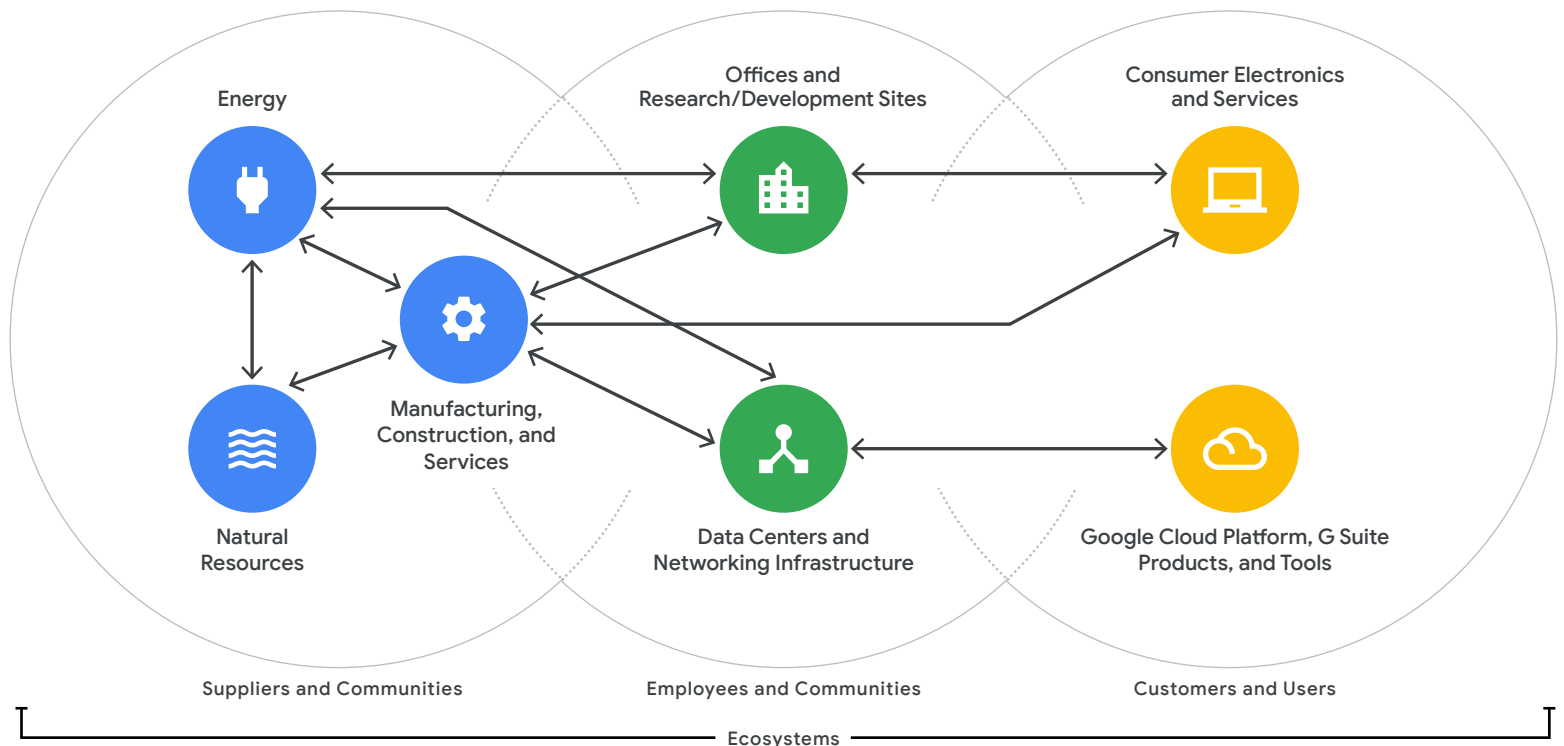 Energy
Offices and
Research/Development Sites
Consumer Electronics
and Services
Manufacturing,
Construction, and
Services
Natural
Resources
Data Centers and
Networking Infrastructure
Google Cloud Platform, G Suite
Products, and Tools
Suppliers and Communities
Employees and Communities
Customers and Users
Ecosystems